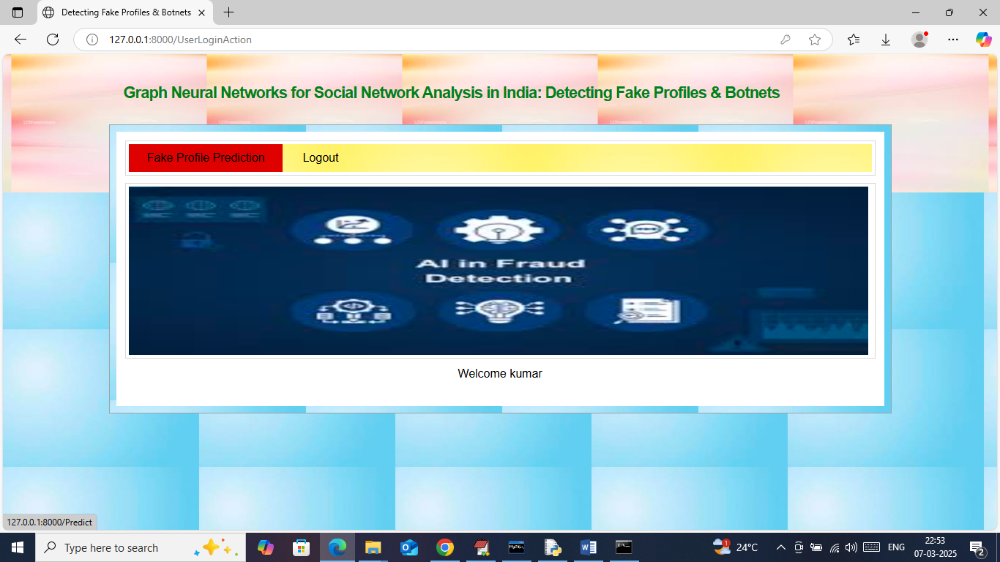 Detecting Fake Profiles & Botnets
127.0.0.1:8000/UserLoginAction
Graph Neural Networks for Social Network Analysis in India: Detecting Fake Profiles & Botnets
Fake Profile Prediction
Logout
AI in Fraud
Detection
Welcome kumar
127.0.0.1:8000/Predict
Type here to search
1
24°C
ENG
22:53
07-03-2025
2